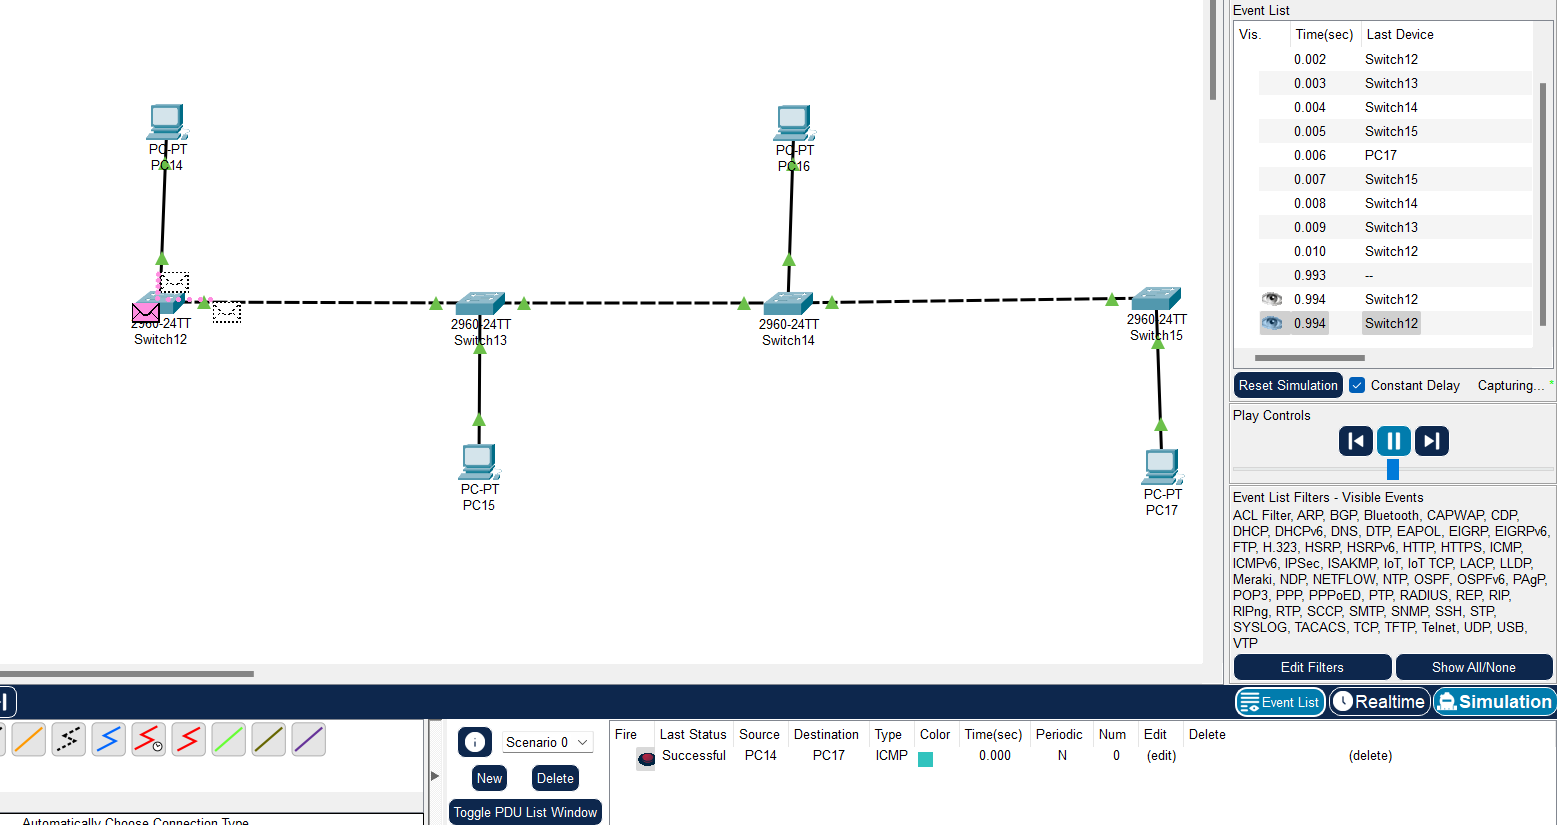 Event List
Vis. Time(sec) Last Device
0.002 Switch12
0.003 Switch13
0.004 Switch14
0.005 Switch15
0.006 PC17
0.007 Switch15
0.008 Switch14
0.009 Switch13
0.010 Switch12
0.993 --
0.994 Switch12
0.994 Switch12
Reset Simulation Constant Delay Capturing... *
Play Controls
Event List Filters - Visible Events
ACL Filter, ARP, BGP, Bluetooth, CAPWAP, CDP,
DHCP, DHCPv6, DNS, DTP, EAPOL, EIGRP, EIGRPv6,
FTP, H.323, HSRP, HSRPv6, HTTP, HTTPS, ICMP,
ICMPv6, IPSec, ISAKMP, IoT, IoT TCP, LACP, LLDP,
Meraki, NDP, NETFLOW, NTP, OSPF, OSPFv6, PAgP,
POP3, PPP, PPPoED, PTP, RADIUS, REP, RIP,
RIPng, RTP, SCCP, SMTP, SNMP, SSH, STP,
SYSLOG, TACACS, TCP, TFTP, Telnet, UDP, USB,
VTP
Edit Filters Show All/None
Event List Realtime Simulation
PC-PT
PC14
PC-PT
PC16
2960-24TT
Switch12
2960-24TT
Switch13
2960-24TT
Switch14
2960-24TT
Switch15
PC-PT
PC15
PC-PT
PC17
Scenario 0
New Delete
Toggle PDU List Window
Fire Last Status Source Destination Type Color Time(sec) Periodic Num Edit Delete
Successful PC14 PC17 ICMP 0.000 N 0 (edit) (delete)
Automatically Choose Connection Type